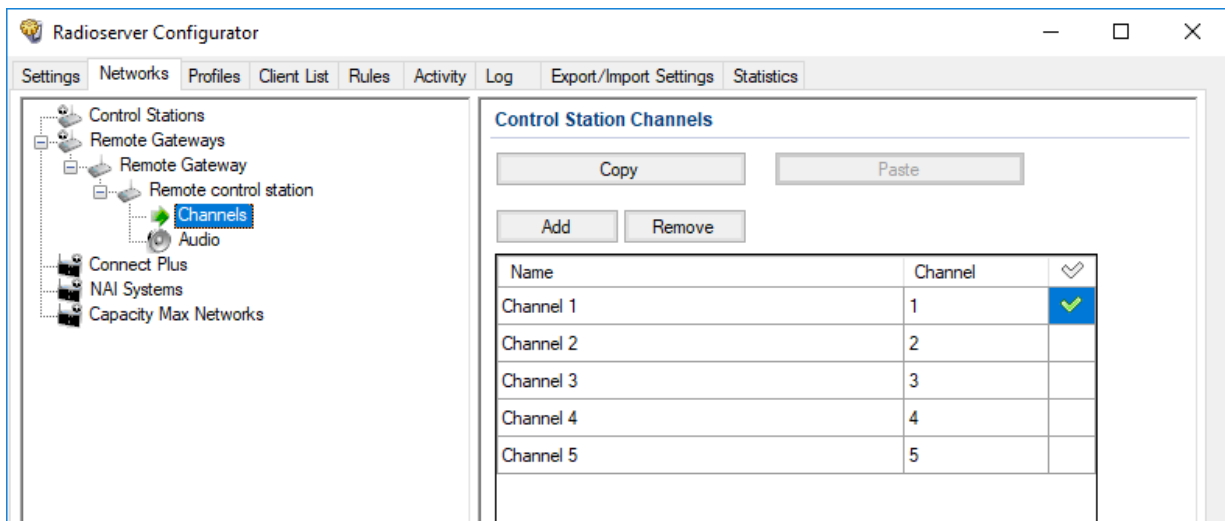 Radioserver Configurator
Settings Networks Profiles Client List Rules Activity Log Export/Import Settings Statistics
Control Stations
Remote Gateways
Remote Gateway
Remote control station
Channels
Audio
Connect Plus
NAI Systems
Capacity Max Networks
Control Station Channels
Copy Paste
Add Remove
Name Channel
Channel 1 1
Channel 2 2
Channel 3 3
Channel 4 4
Channel 5 5